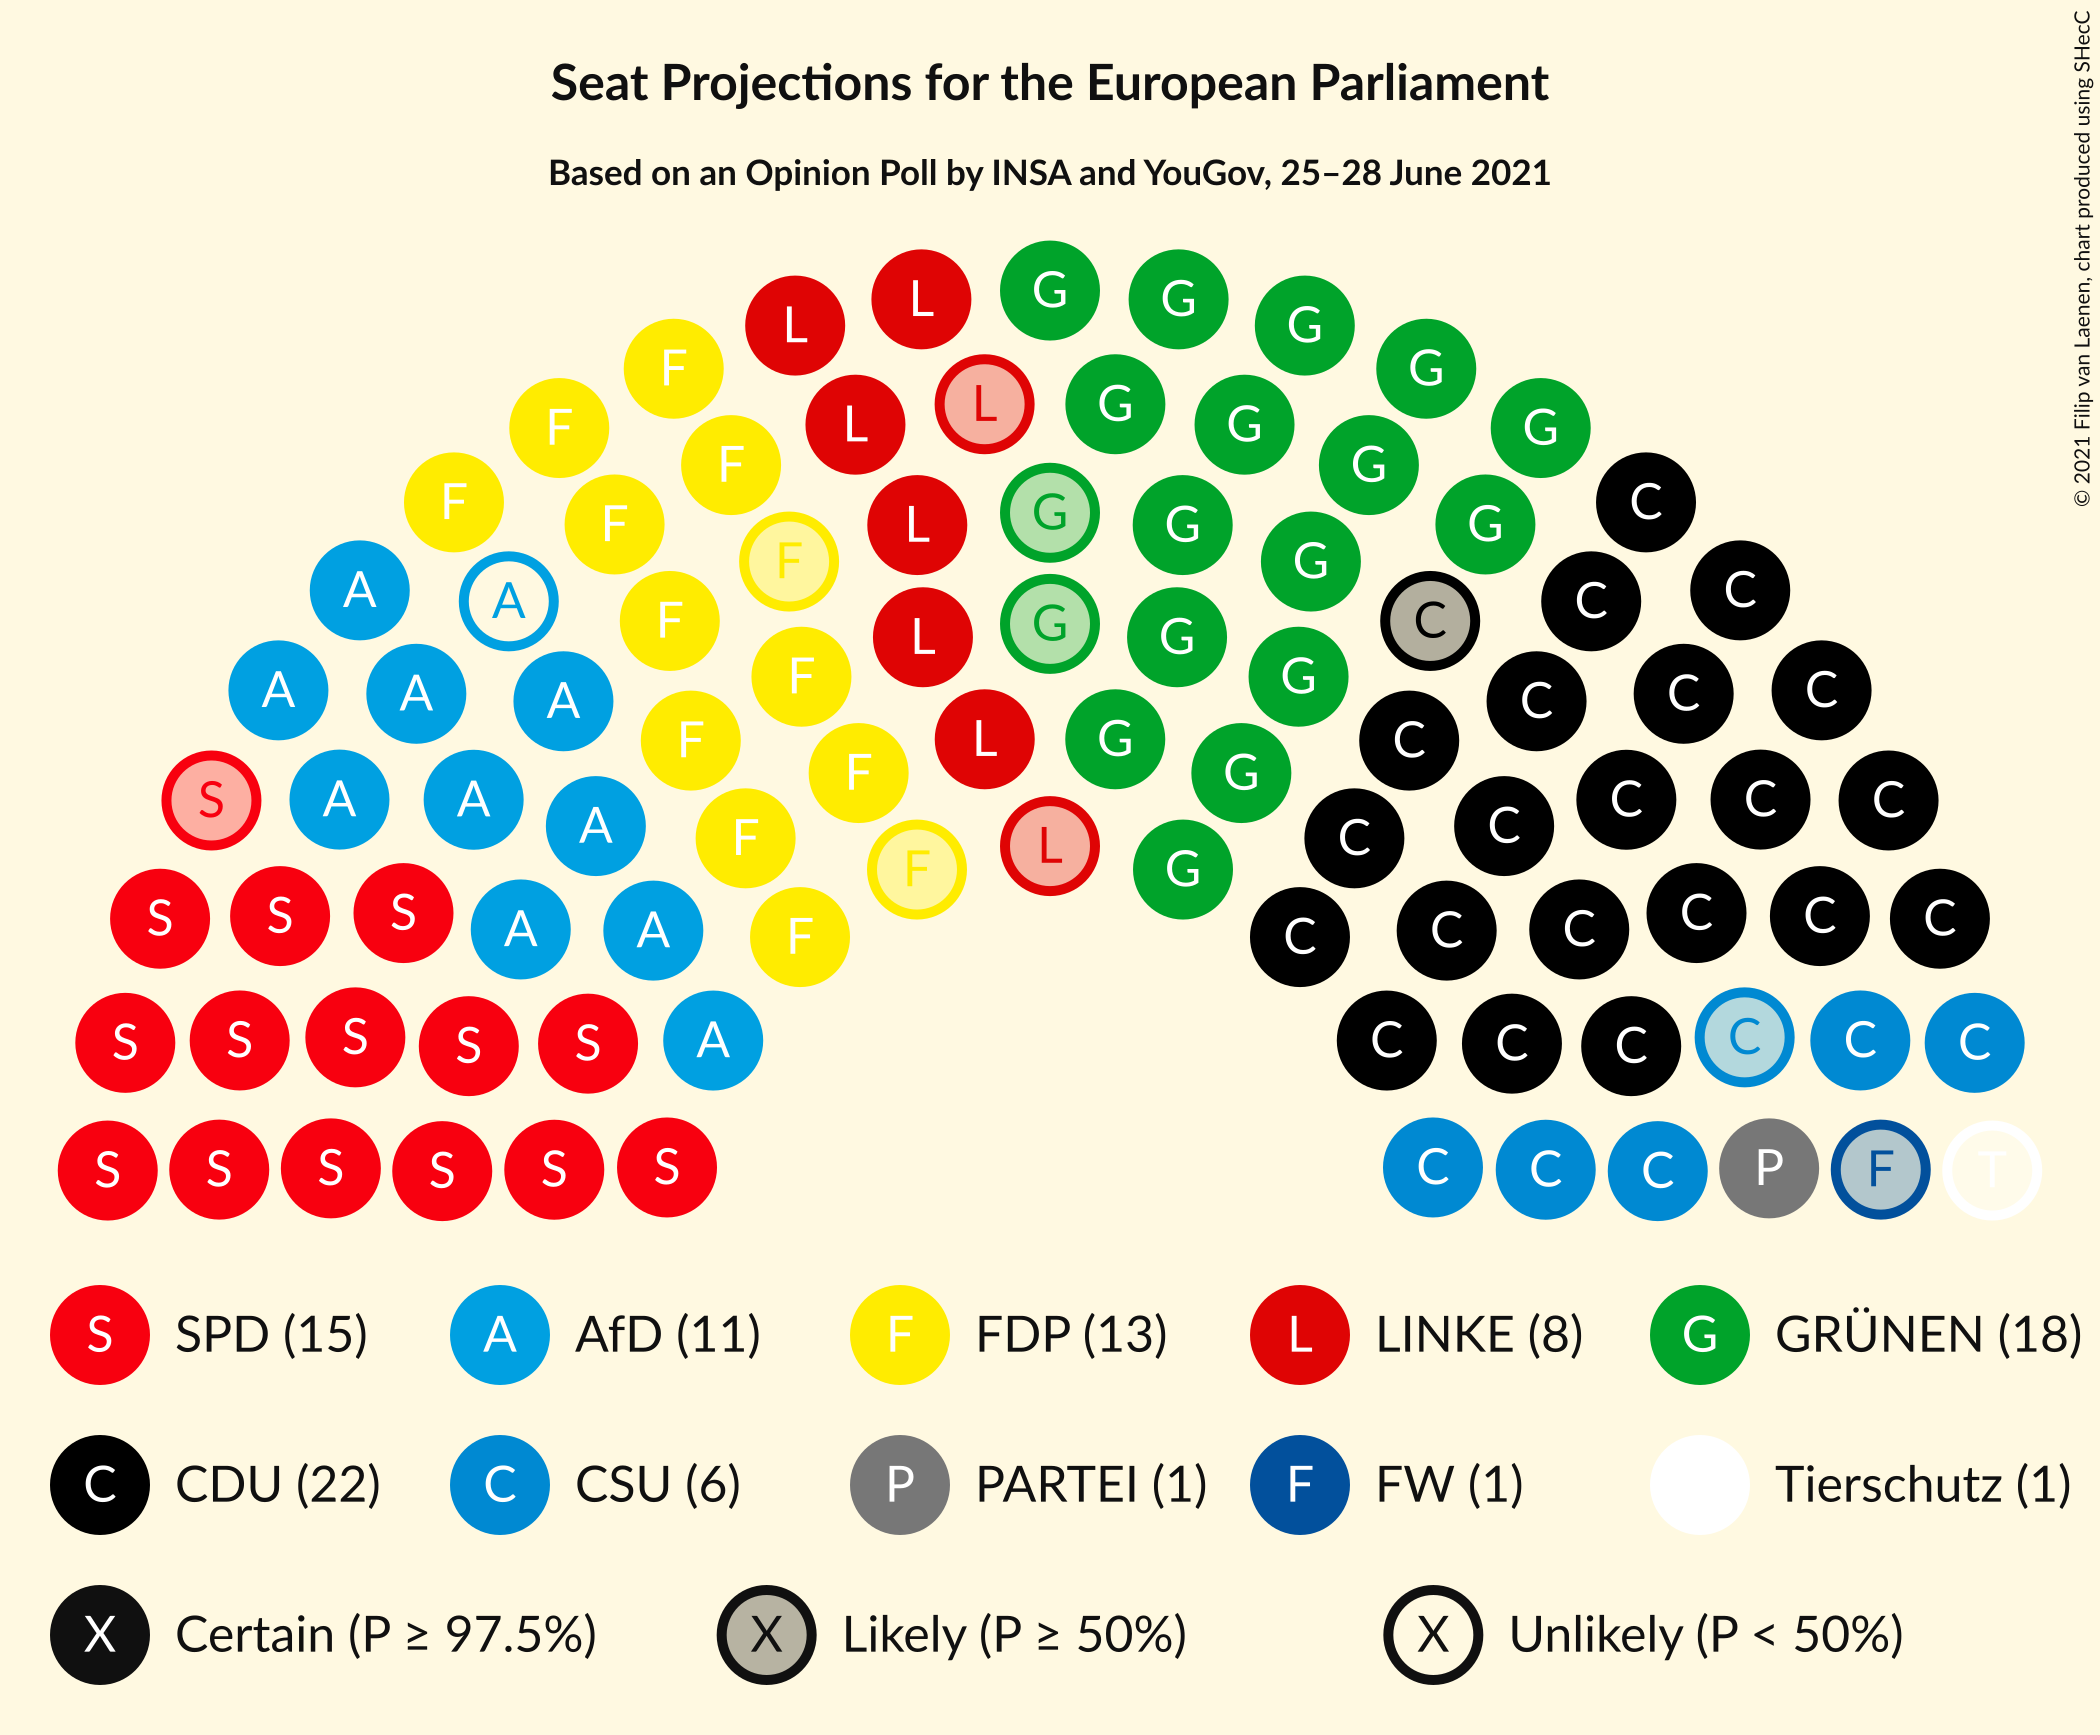 © 2021 Filip van Laenen, chart produced using SHecC
Seat Projections for the European Parliament
Based on an Opinion Poll by INSA and YouGov, 25–28 June 2021
L L G G G
F G
F L L G G G
F G
F F L G G G C
F G
A A F L G G C C C
A A A F G C C C
F F L G G C
S A A A F L C C C C C
F G
S S S A A F C C C C C C
S S S S S A C C C C C C
S S S S S S C C C P F T
S SPD (15) A AfD (11) F FDP (13) L LINKE (8) G GRÜNEN (18)
C CDU (22) C CSU (6) P PARTEI (1) F FW (1) Tierschutz (1)
X Certain (P ≥ 97.5%) X Likely (P ≥ 50%) X Unlikely (P < 50%)